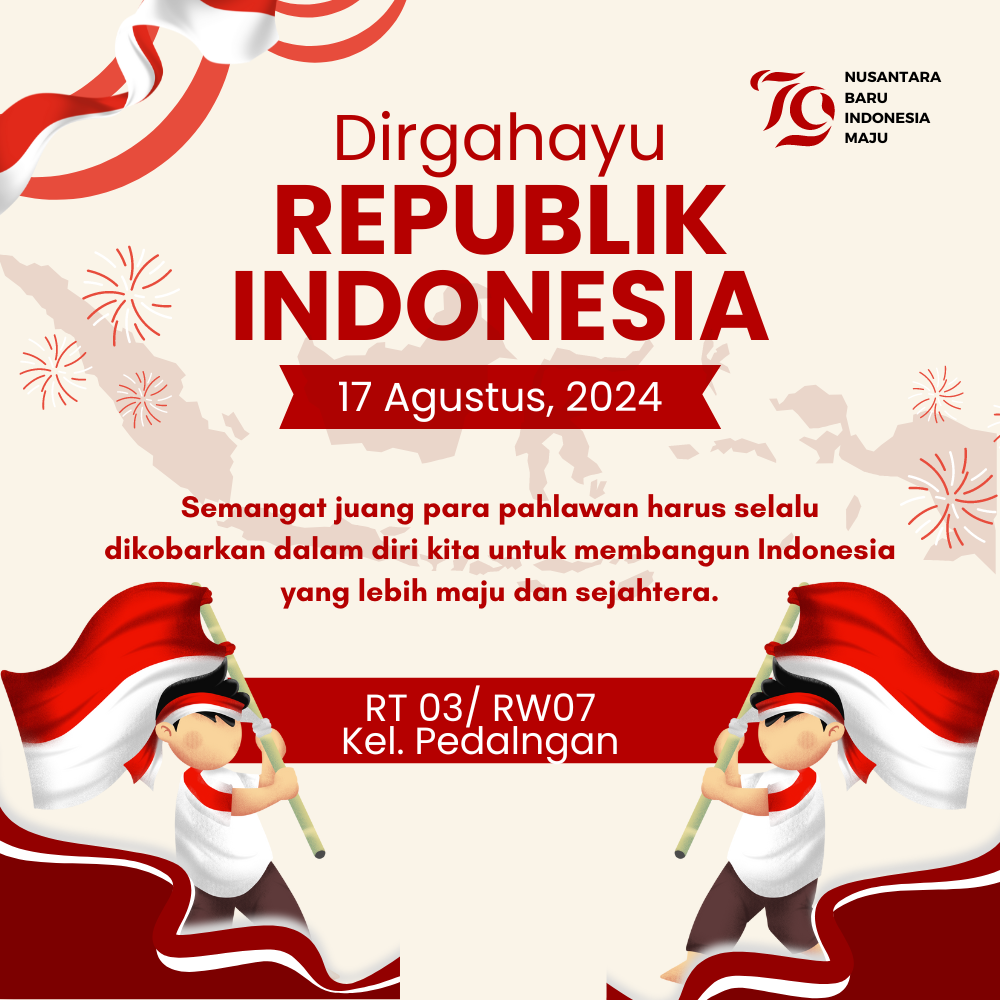 79
NUSANTARA
BARU
INDONESIA
MAJU
Dirgahayu
REPUBLIK
INDONESIA
17 Agustus, 2024
Semangat juang para pahlawan harus selalu
dikobarkan dalam diri kita untuk membangun Indonesia
yang lebih maju dan sejahtera.
RT 03/ RW07
Kel. PedaIngan